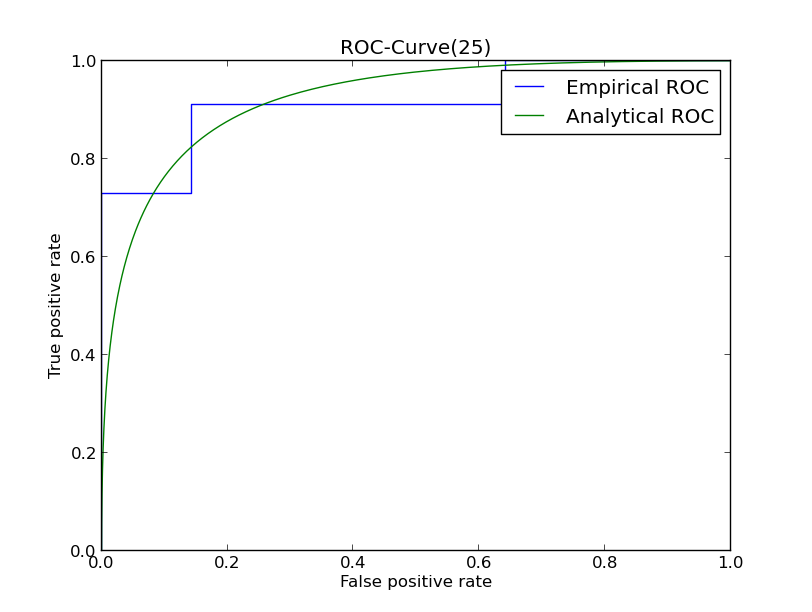 ROC-Curve(25)
Empirical ROC
Analytical ROC
1.0
0.8
0.6
0.4
0.2
0.0
True positive rate
0.0 0.2 0.4 0.6 0.8 1.0
False positive rate